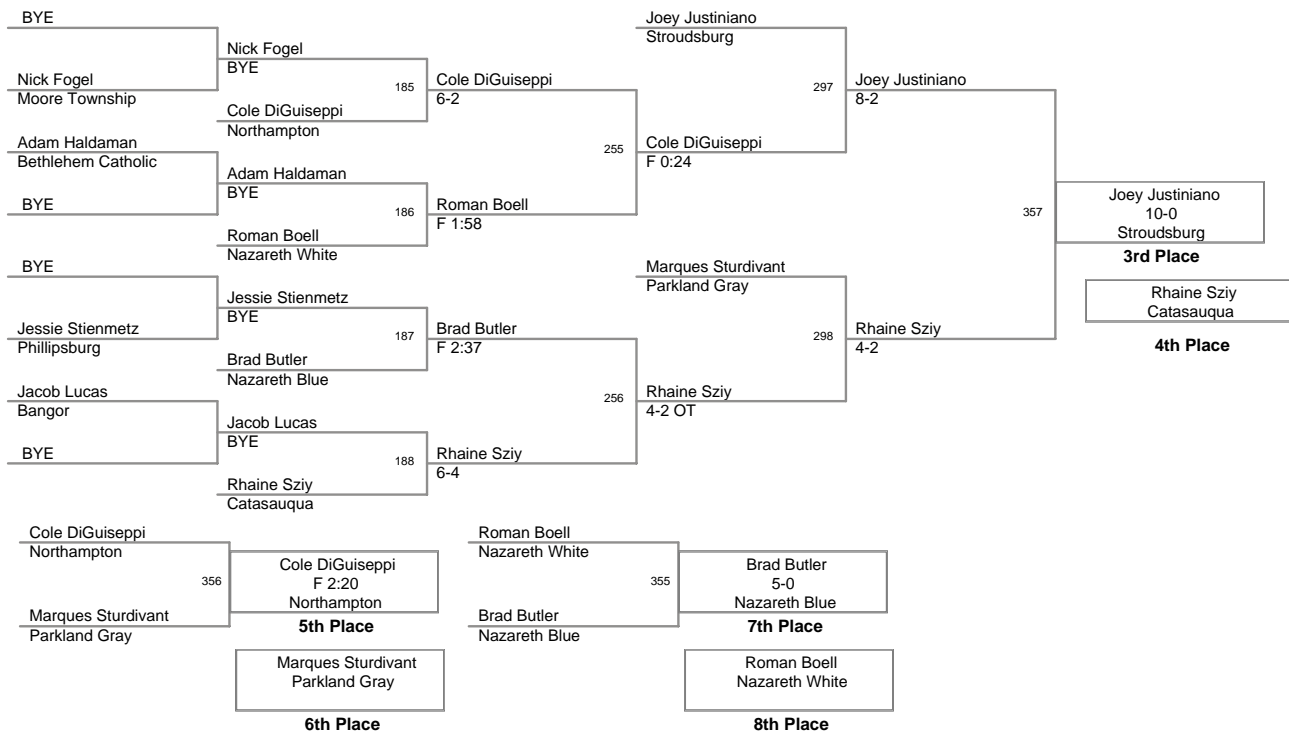 BYE
Nick Fogel
Moore Township
Adam Haldaman
Bethlehem Catholic
BYE
BYE
Jessie Stienmetz
Phillipsburg
Jacob Lucas
Bangor
BYE
Nick Fogel
BYE
185
Cole DiGuiseppi
Northampton
Adam Haldaman
BYE
186
Roman Boell
Nazareth White
Jessie Stienmetz
BYE
187
Brad Butler
Nazareth Blue
Jacob Lucas
BYE
188
Rhaine Sziy
Catasauqua
Cole DiGuiseppi
6-2
255
Roman Boell
F 1:58
Brad Butler
F 2:37
256
Rhaine Sziy
6-4
Joey Justiniano
Stroudsburg
297
Cole DiGuiseppi
F 0:24
Marques Sturdivant
Parkland Gray
298
Rhaine Sziy
4-2 OT
Joey Justiniano
8-2
357
Rhaine Sziy
4-2
Joey Justiniano
10-0
Stroudsburg
3rd Place
Rhaine Sziy
Catasauqua
4th Place
Cole DiGuiseppi
Northampton
356
Marques Sturdivant
Parkland Gray
Cole DiGuiseppi
F 2:20
Northampton
5th Place
Marques Sturdivant
Parkland Gray
6th Place
Roman Boell
Nazareth White
355
Brad Butler
Nazareth Blue
Brad Butler
5-0
Nazareth Blue
7th Place
Roman Boell
Nazareth White
8th Place